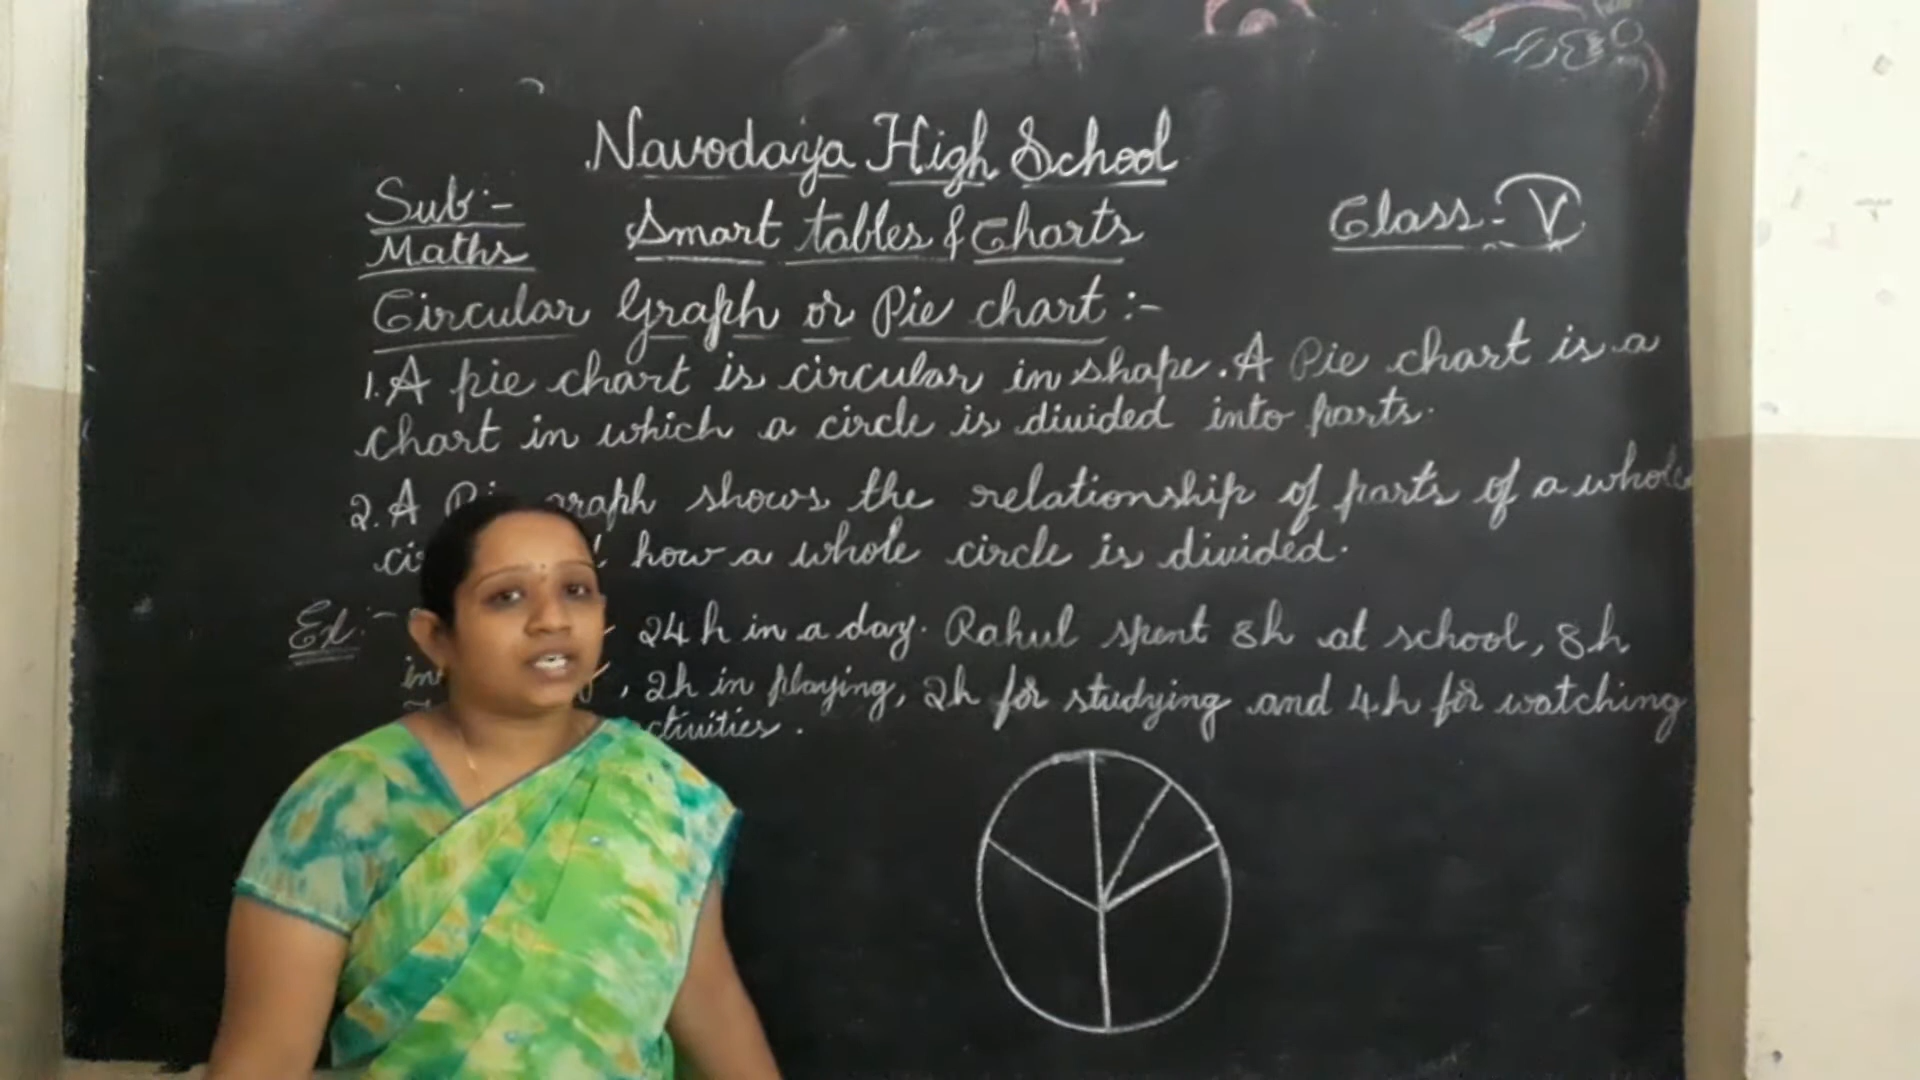 Navodaya High School
Sub:-
Maths
Smart tables & Charts
Class - V
Circular Graph or Pie chart :-
1. A pie chart is circular in shape. A Pie chart is a
chart in which a circle is divided into parts.
2. A graph shows the relationship of parts of a whole
how a whole circle is divided.
Ex:- 24 h in a day. Rahul spent 8h at school, 8h
in , 2h in playing, 2h for studying and 4h for watching
.